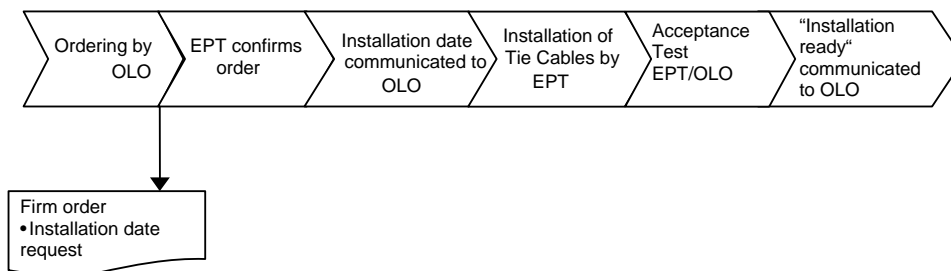 Ordering by
OLO
EPT confirms
order
Installation date
communicated to
OLO
Installation of
Tie Cables by
EPT
Acceptance
Test
EPT/OLO
"Installation
ready“
communicated
to OLO
Firm order
•Installation date
request